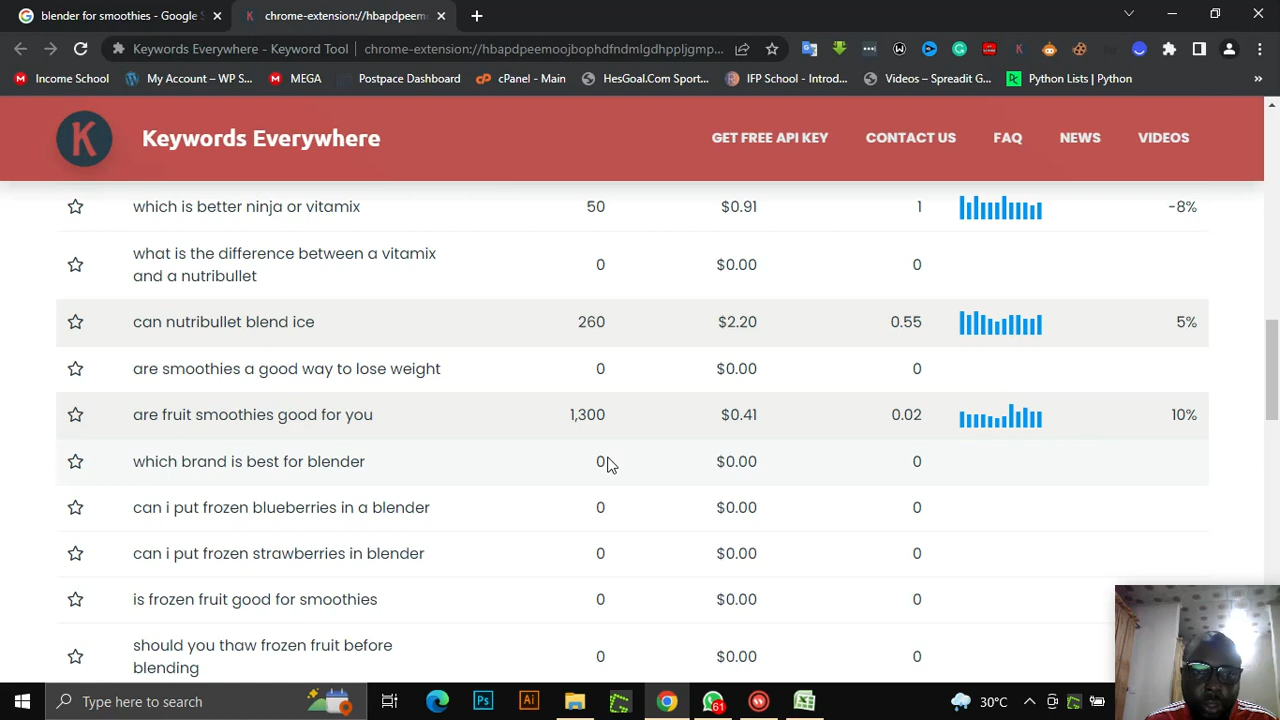 blender for smoothies - Google S
chrome-extension://hbapdpeemo
Keywords Everywhere - Keyword Tool
chrome-extension://hbapdpeemoojbophdfndmlgdhppljgmp...
Income School
My Account – WP S...
MEGA
Postpace Dashboard
cPanel - Main
HesGoal.Com Sport...
IFP School - Introd...
Videos – Spreadit G...
Python Lists | Python
»
K
Keywords Everywhere
GET FREE API KEY
CONTACT US
FAQ
NEWS
VIDEOS
which is better ninja or vitamix 50 $0.91 1 -8%
what is the difference between a vitamix
and a nutribullet 0 $0.00 0
can nutribullet blend ice 260 $2.20 0.55 5%
are smoothies a good way to lose weight 0 $0.00 0
are fruit smoothies good for you 1,300 $0.41 0.02 10%
which brand is best for blender 0 $0.00 0
can i put frozen blueberries in a blender 0 $0.00 0
can i put frozen strawberries in blender 0 $0.00 0
is frozen fruit good for smoothies 0 $0.00 0
should you thaw frozen fruit before
blending 0 $0.00 0
Type here to search
Ps
Ai
61
30°C